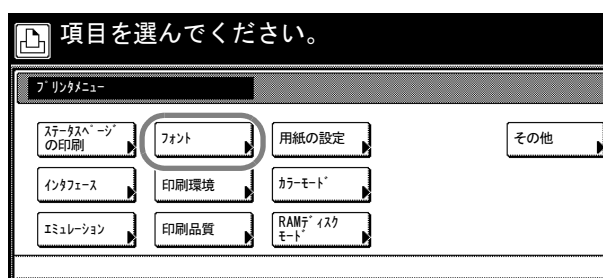 項目を選んでください。
ﾌﾟﾘﾝﾀﾒﾆｭｰ
ｽﾃｰﾀｽﾍﾟｰｼﾞ
の印刷
ﾌｫﾝﾄ
用紙の設定
その他
ｲﾝﾀﾌｪｰｽ
印刷環境
ｶﾗｰﾓｰﾄﾞ
ｴﾐｭﾚｰｼｮﾝ
印刷品質
RAMﾃﾞｨｽｸ
ﾓｰﾄﾞ